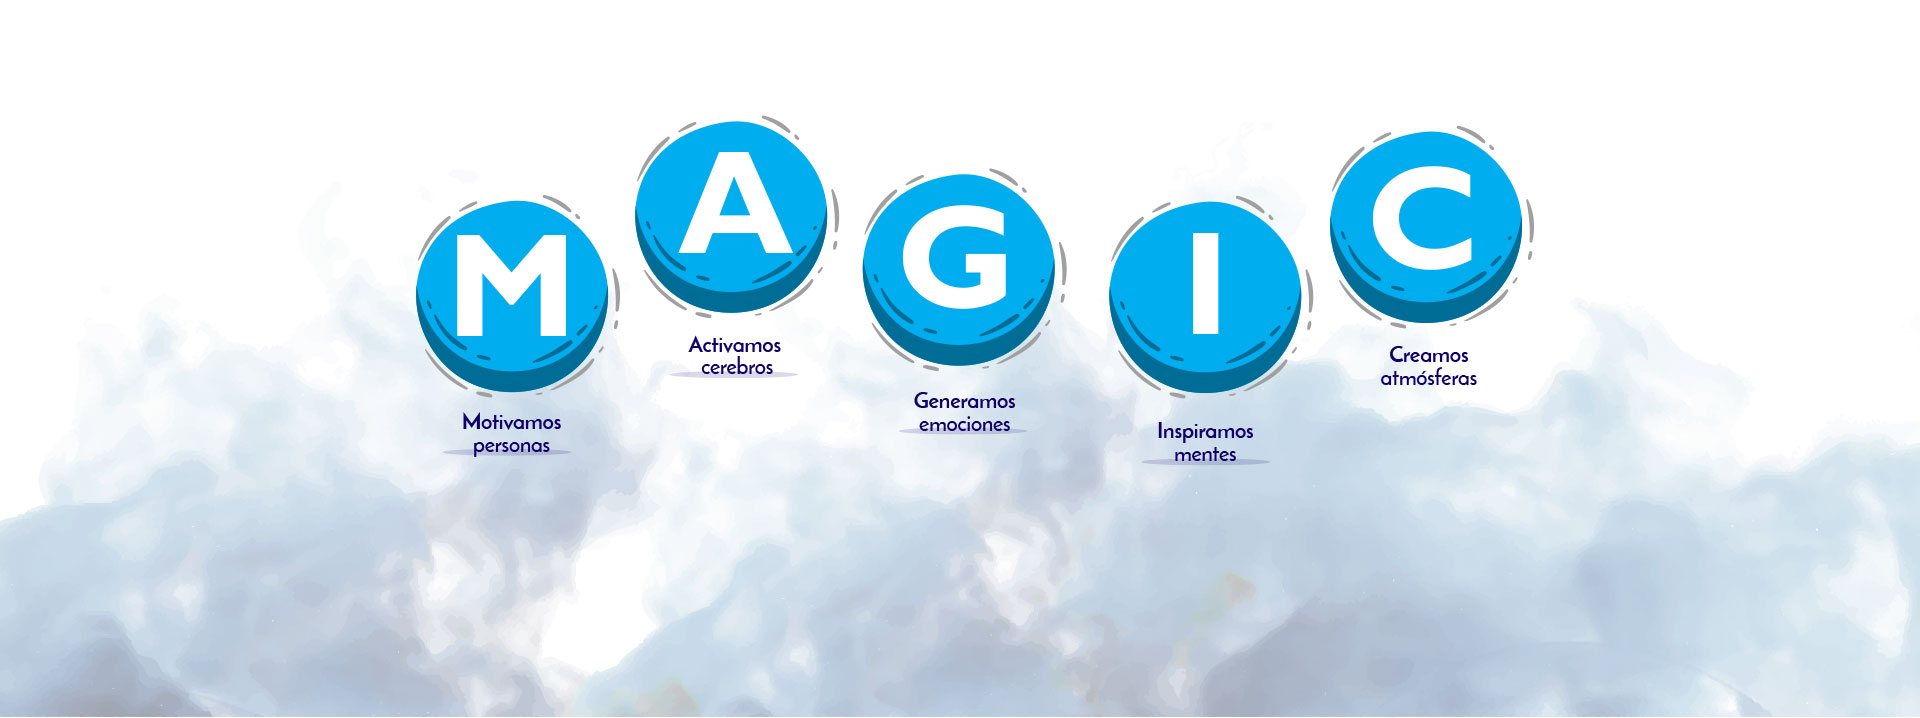 M
Motivamos
personas
A
Activamos
cerebros
G
Generamos
emociones
I
Inspiramos
mentes
C
Creamos
atmósferas